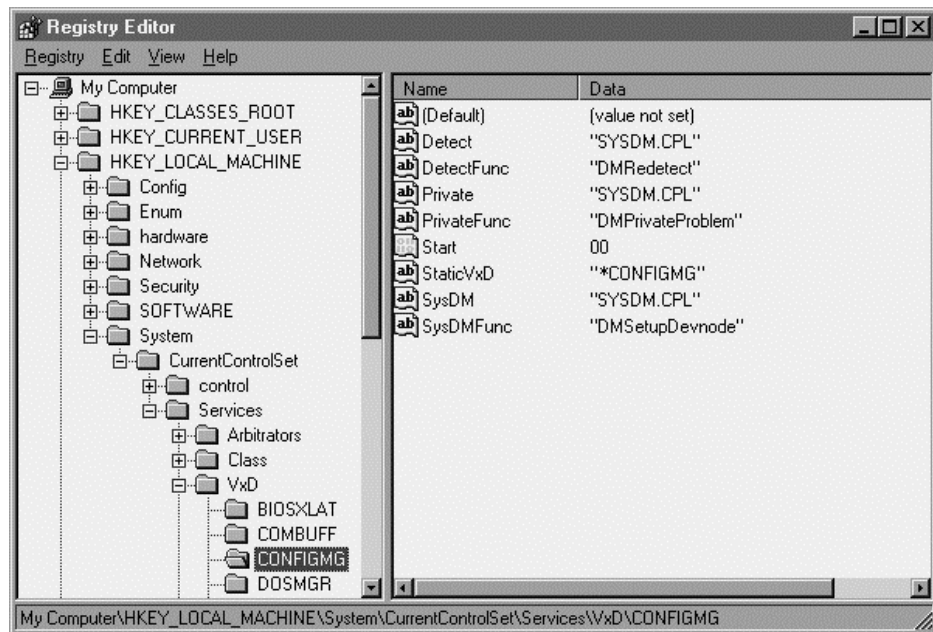 Registry Editor
Registry Edit View Help
My Computer
HKEY_CLASSES_ROOT
HKEY_CURRENT_USER
HKEY_LOCAL_MACHINE
Config
Enum
hardware
Network
Security
SOFTWARE
System
CurrentControlSet
control
Services
Arbitrators
Class
VxD
BIOSXLAT
COMBUFF
CONFIGMG
DOSMGR
Name Data
(Default) (value not set)
Detect "SYSDM.CPL"
DetectFunc "DMRedetect"
Private "SYSDM.CPL"
PrivateFunc "DMPrivateProblem"
Start 00
StaticVxD "*CONFIGMG"
SysDM "SYSDM.CPL"
SysDMFunc "DMSetupDevnode"
My Computer\HKEY_LOCAL_MACHINE\System\CurrentControlSet\Services\VxD\CONFIGMG